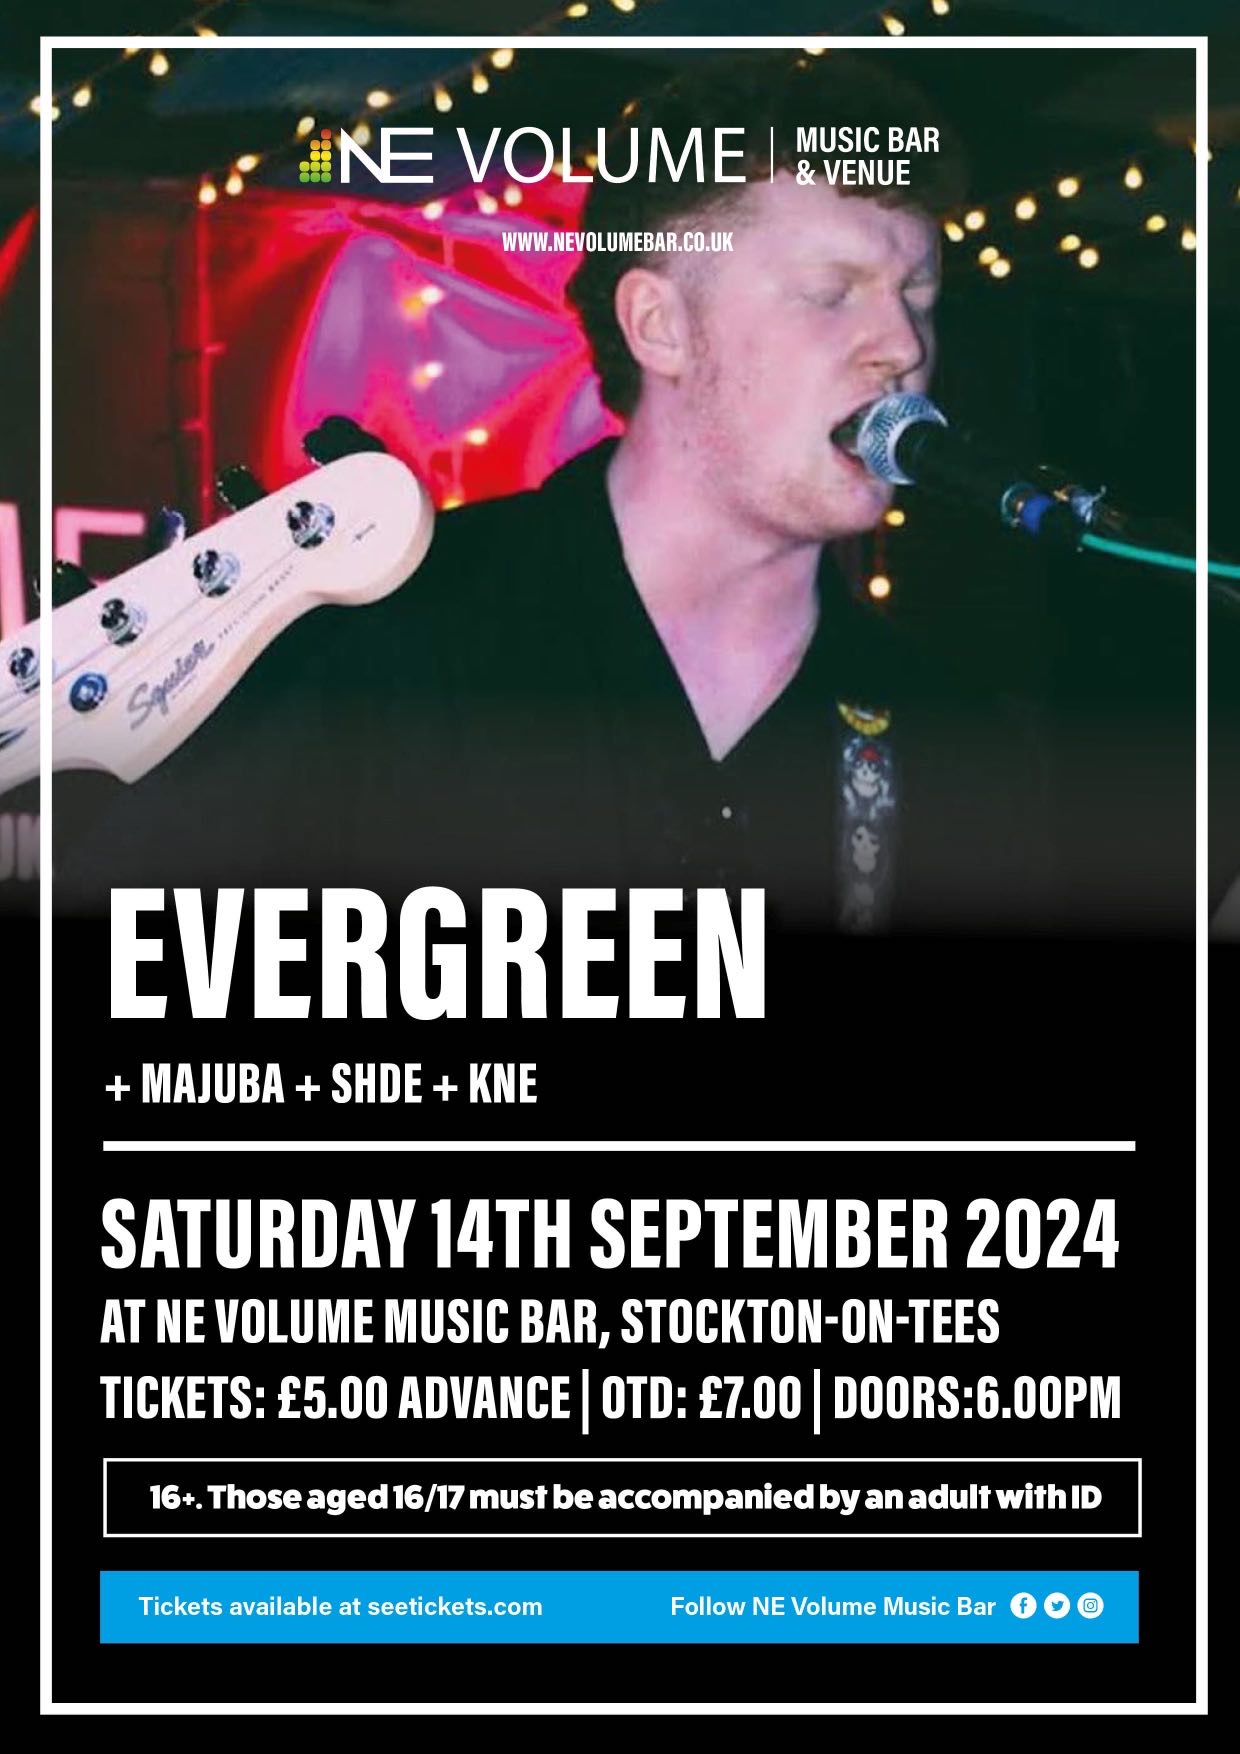 NE VOLUME | MUSIC BAR
& VENUE
WWW.NEVOLUMEBAR.CO.UK
Squier
PRECISION BASS
EVERGREEN
+ MAJUBA + SHDE + KNE
SATURDAY 14TH SEPTEMBER 2024
AT NE VOLUME MUSIC BAR, STOCKTON-ON-TEES
TICKETS: £5.00 ADVANCE | OTD: £7.00 | DOORS:6.00PM
16+. Those aged 16/17 must be accompanied by an adult with ID
Tickets available at seetickets.com
Follow NE Volume Music Bar